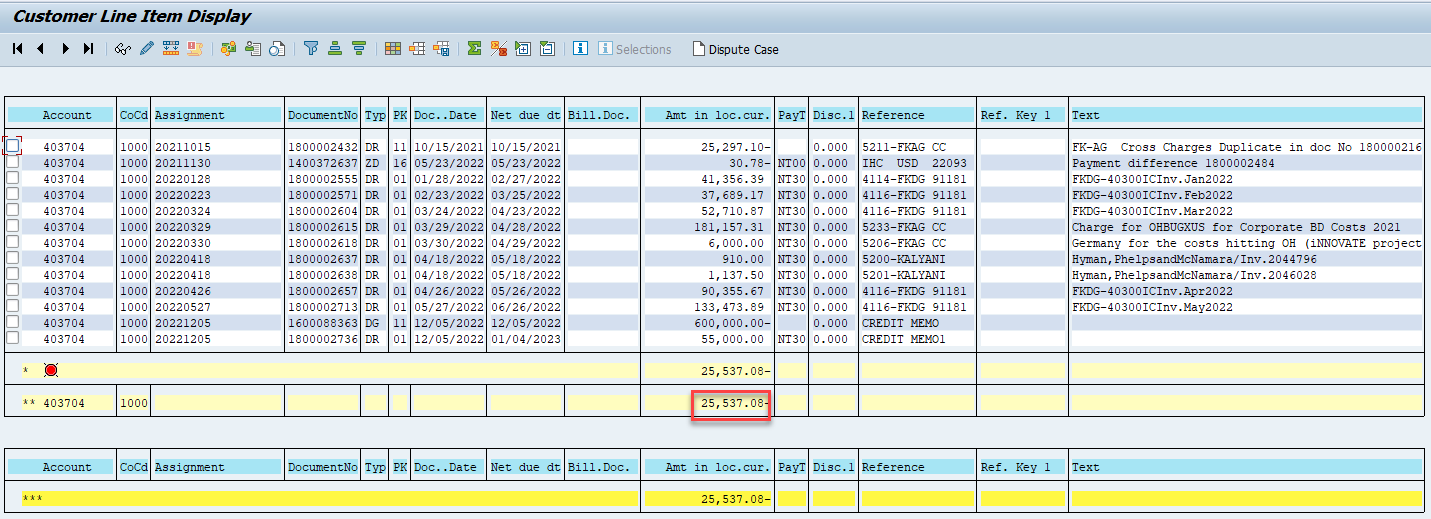 Customer Line Item Display
Selections Dispute Case
Account CoCd Assignment DocumentNo Typ PK Doc..Date Net due dt Bill.Doc. Amt in loc.cur. PayT Disc.1 Reference Ref. Key 1 Text
403704 1000 20211015 1800002432 DR 11 10/15/2021 10/15/2021 25,297.10- 0.000 5211-FKAG CC FK-AG Cross Charges Duplicate in doc No 180000216
403704 1000 20211130 1400372637 ZD 16 05/23/2022 05/23/2022 30.78- NT00 0.000 IHC USD 22093 Payment difference 1800002484
403704 1000 20220128 1800002555 DR 01 01/28/2022 02/27/2022 41,356.39 NT30 0.000 4114-FKDG 91181 FKDG-40300ICInv.Jan2022
403704 1000 20220223 1800002571 DR 01 02/23/2022 03/25/2022 37,689.17 NT30 0.000 4116-FKDG 91181 FKDG-40300ICInv.Feb2022
403704 1000 20220324 1800002604 DR 01 03/24/2022 04/23/2022 52,710.87 NT30 0.000 4116-FKDG 91181 FKDG-40300ICInv.Mar2022
403704 1000 20220329 1800002615 DR 01 03/29/2022 04/28/2022 181,157.31 NT30 0.000 5233-FKAG CC Charge for OHBUGXUS for Corporate BD Costs 2021
403704 1000 20220330 1800002618 DR 01 03/30/2022 04/29/2022 6,000.00 NT30 0.000 5206-FKAG CC Germany for the costs hitting OH (iNNOVATE project
403704 1000 20220418 1800002637 DR 01 04/18/2022 05/18/2022 910.00 NT30 0.000 5200-KALYANI Hyman,PhelpsandMcNamara/Inv.2044796
403704 1000 20220418 1800002638 DR 01 04/18/2022 05/18/2022 1,137.50 NT30 0.000 5201-KALYANI Hyman,PhelpsandMcNamara/Inv.2046028
403704 1000 20220426 1800002657 DR 01 04/26/2022 05/26/2022 90,355.67 NT30 0.000 4116-FKDG 91181 FKDG-40300ICInv.Apr2022
403704 1000 20220527 1800002713 DR 01 05/27/2022 06/26/2022 133,473.89 NT30 0.000 4116-FKDG 91181 FKDG-40300ICInv.May2022
403704 1000 20221205 1600088363 DG 11 12/05/2022 12/05/2022 600,000.00- 0.000 CREDIT MEMO
403704 1000 20221205 1800002736 DR 01 12/05/2022 01/04/2023 55,000.00 NT30 0.000 CREDIT MEMO1
* 25,537.08-
** 403704 1000 25,537.08-
Account CoCd Assignment DocumentNo Typ PK Doc..Date Net due dt Bill.Doc. Amt in loc.cur. PayT Disc.1 Reference Ref. Key 1 Text
*** 25,537.08-